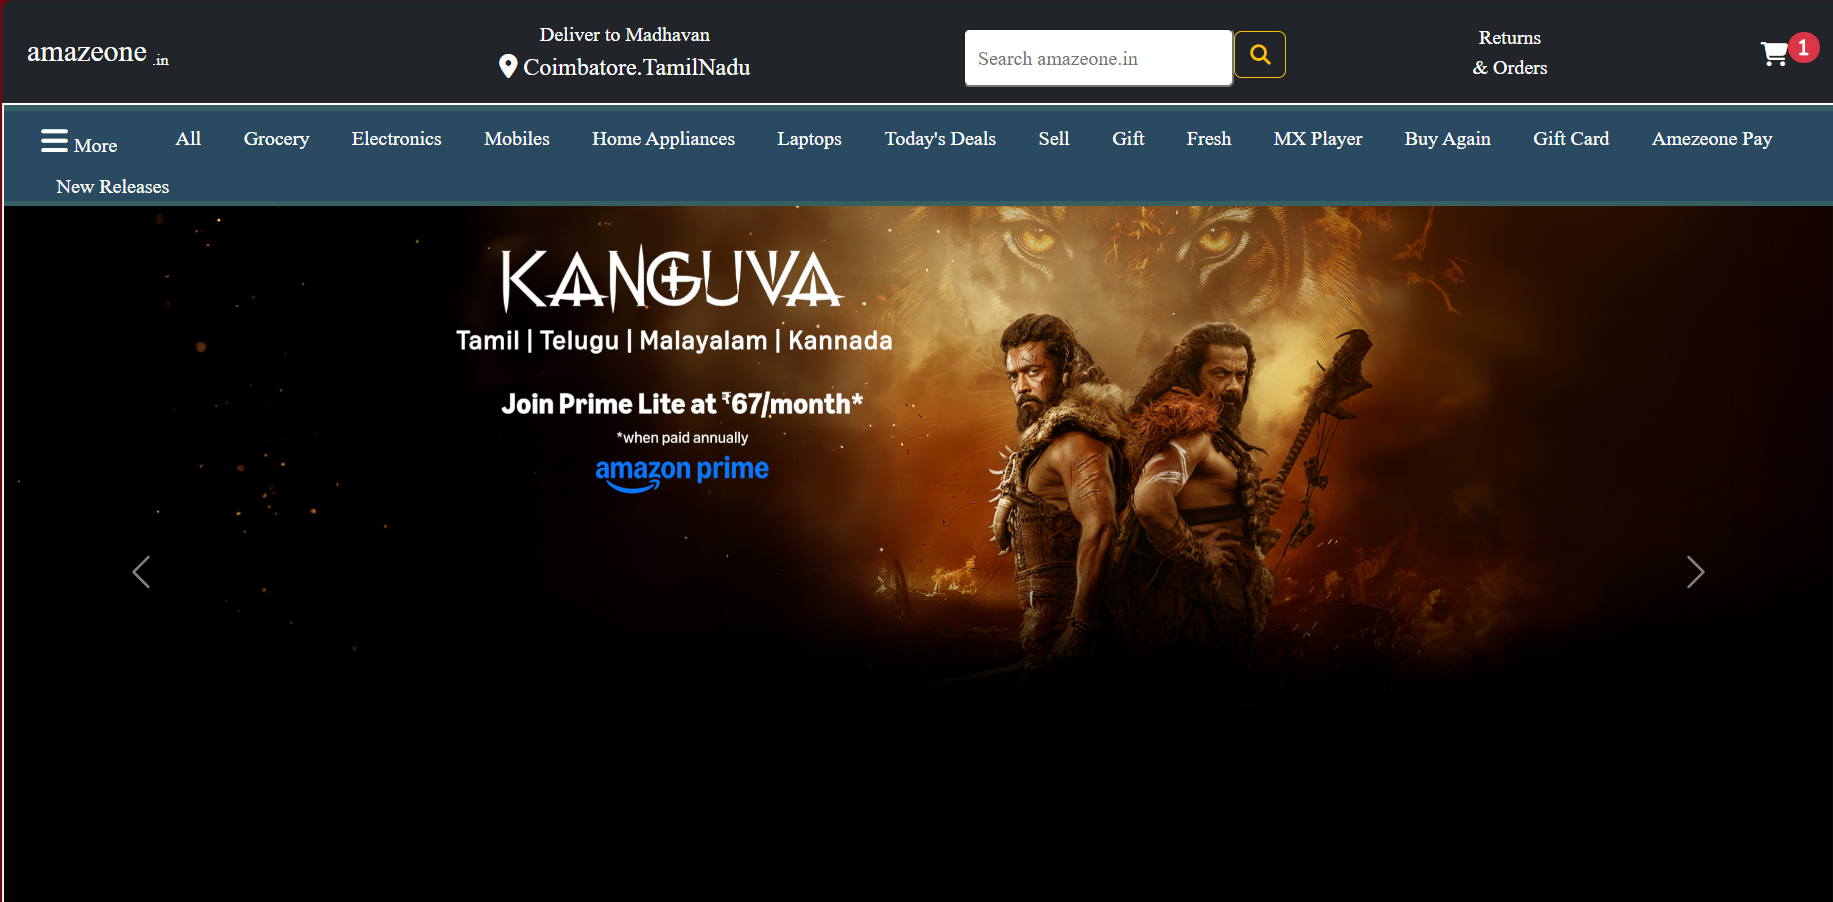 amazeone .in
Deliver to Madhavan
Coimbatore.TamilNadu
Search amazeone.in
Returns
& Orders
1
More All Grocery Electronics Mobiles Home Appliances Laptops Today's Deals Sell Gift Fresh MX Player Buy Again Gift Card Amezeone Pay
New Releases
KANGUVA
Tamil | Telugu | Malayalam | Kannada
Join Prime Lite at ₹67/month*
*when paid annually
amazon prime